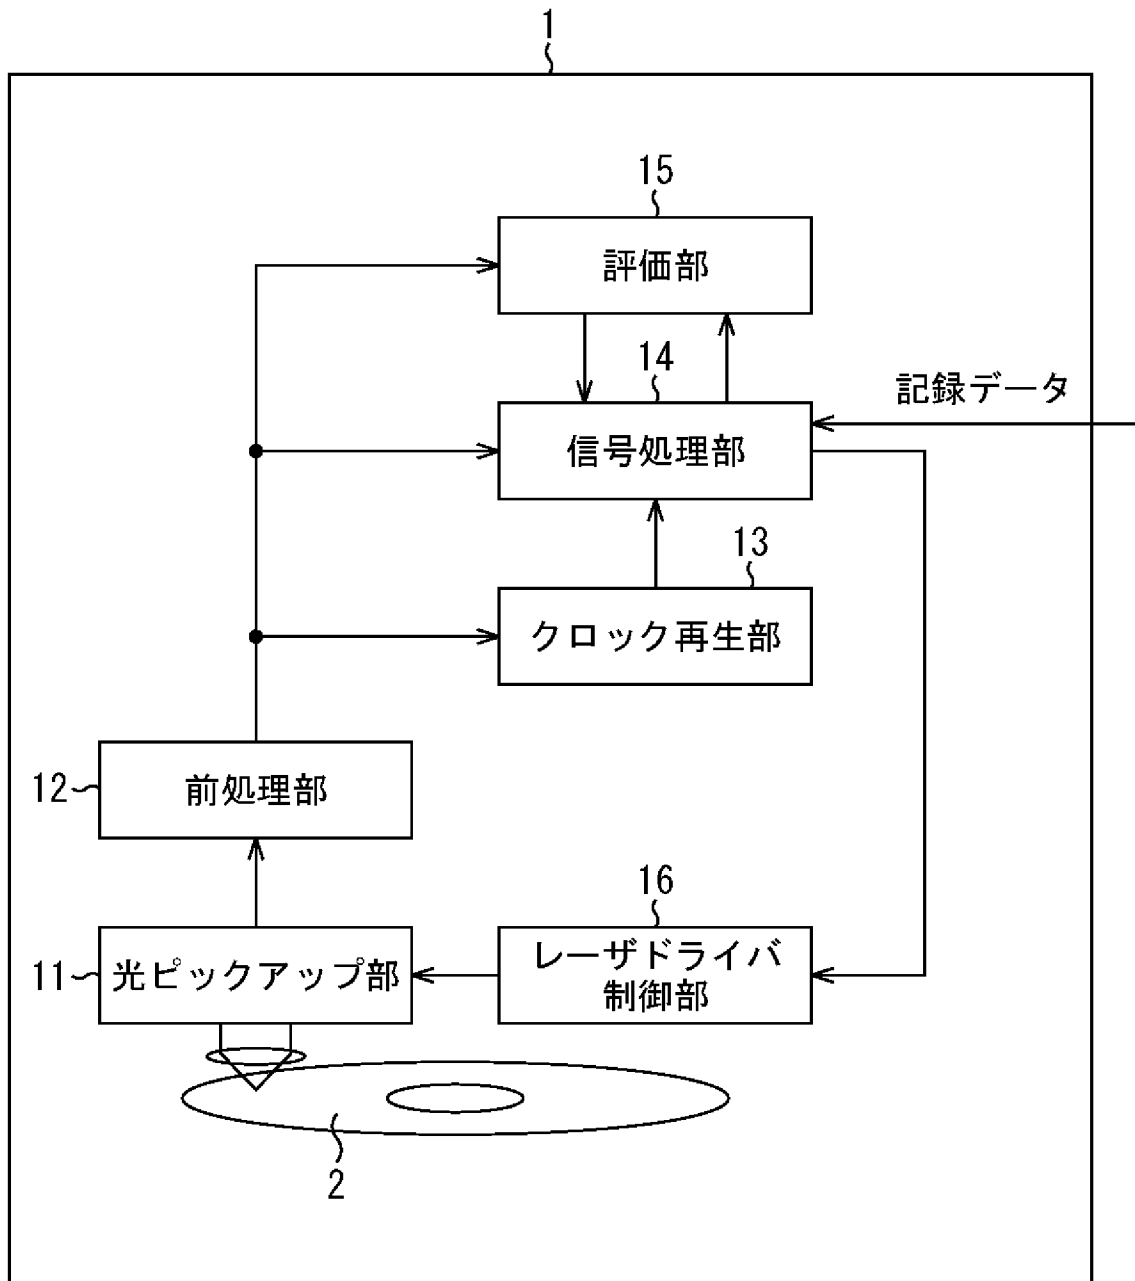 1
15
評価部
14
記録データ
信号処理部
13
クロック再生部
12
前処理部
16
11
光ピックアップ部
レーザドライバ
制御部
2